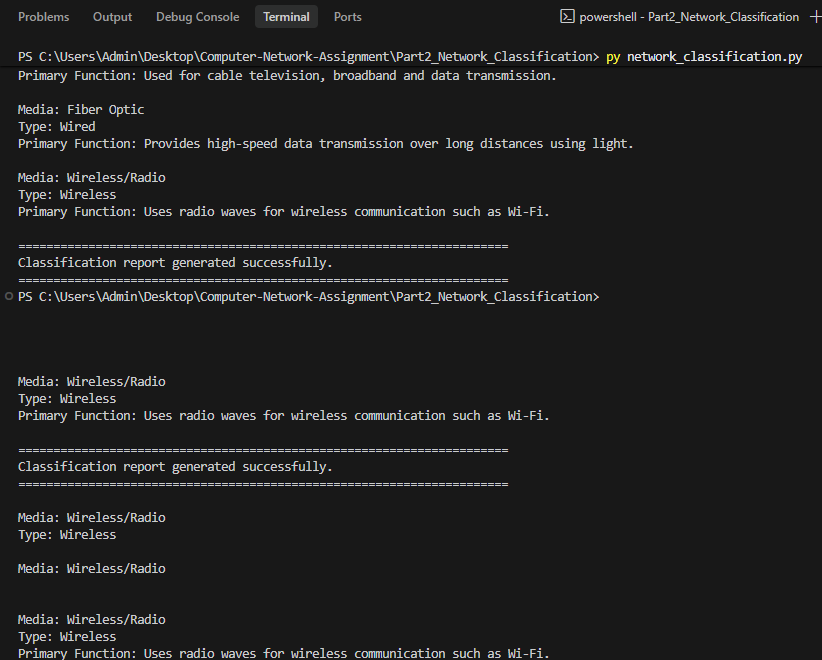 Problems Output Debug Console Terminal Ports powershell - Part2_Network_Classification
PS C:\Users\Admin\Desktop\Computer-Network-Assignment\Part2_Network_Classification> py network_classification.py
Primary Function: Used for cable television, broadband and data transmission.
Media: Fiber Optic
Type: Wired
Primary Function: Provides high-speed data transmission over long distances using light.
Media: Wireless/Radio
Type: Wireless
Primary Function: Uses radio waves for wireless communication such as Wi-Fi.
======================================================================
Classification report generated successfully.
======================================================================
PS C:\Users\Admin\Desktop\Computer-Network-Assignment\Part2_Network_Classification>
Media: Wireless/Radio
Type: Wireless
Primary Function: Uses radio waves for wireless communication such as Wi-Fi.
======================================================================
Classification report generated successfully.
======================================================================
Media: Wireless/Radio
Type: Wireless
Media: Wireless/Radio
Media: Wireless/Radio
Type: Wireless
Primary Function: Uses radio waves for wireless communication such as Wi-Fi.